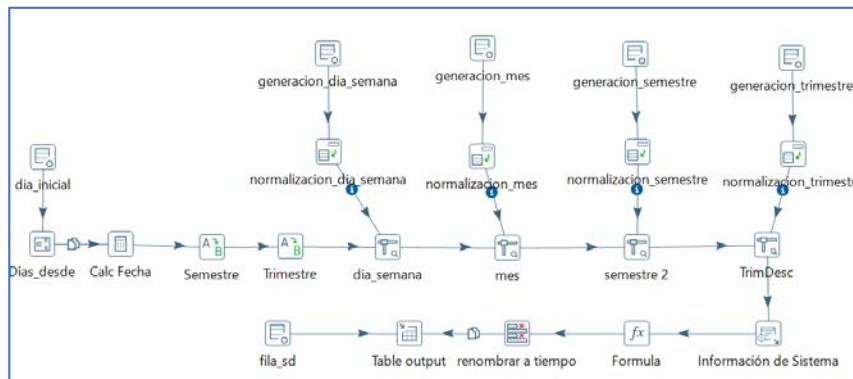 generacion_dia_semana
generacion_mes
generacion_semestre
generacion_trimestre
dia_inicial
normalizacion_dia_semana
normalizacion_mes
normalizacion_semestre
normalizacion_trimestre
Dias_desde
Calc Fecha
Semestre
Trimestre
dia_semana
mes
semestre 2
TrimDesc
fila_sd
Table output
renombrar a tiempo
Formula
Información de Sistema